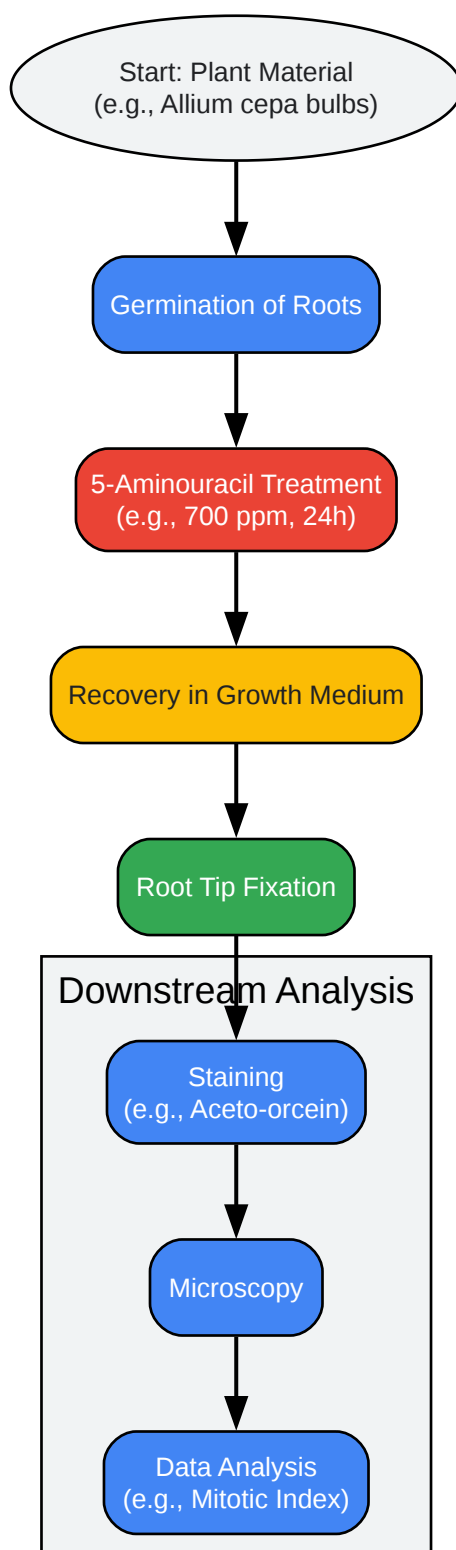 Start: Plant Material
(e.g., Allium cepa bulbs)
Germination of Roots
5-Aminouracil Treatment
(e.g., 700 ppm, 24h)
Recovery in Growth Medium
Root Tip Fixation
Downstream Analysis
Staining
(e.g., Aceto-orcein)
Microscopy
Data Analysis
(e.g., Mitotic Index)